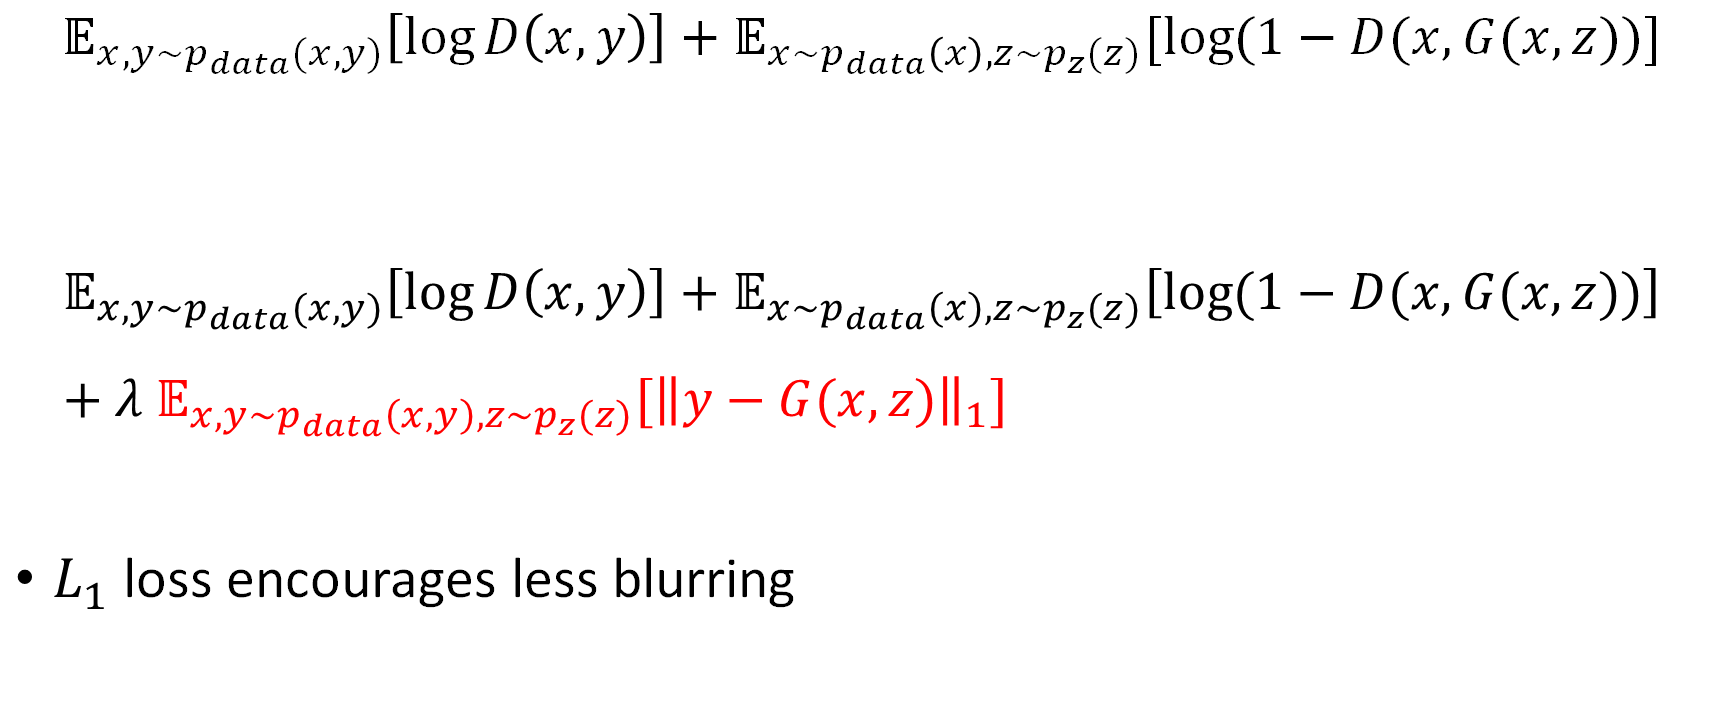 𝔼_{x,y~p_{data}(x,y)}[log D(x, y)] + 𝔼_{x~p_{data}(x),z~p_z(z)}[log(1 − D(x, G(x, z))]
𝔼_{x,y~p_{data}(x,y)}[log D(x, y)] + 𝔼_{x~p_{data}(x),z~p_z(z)}[log(1 − D(x, G(x, z))]
+ λ 𝔼_{x,y~p_{data}(x,y),z~p_z(z)}[‖y − G(x, z)‖_1]
• L_1 loss encourages less blurring